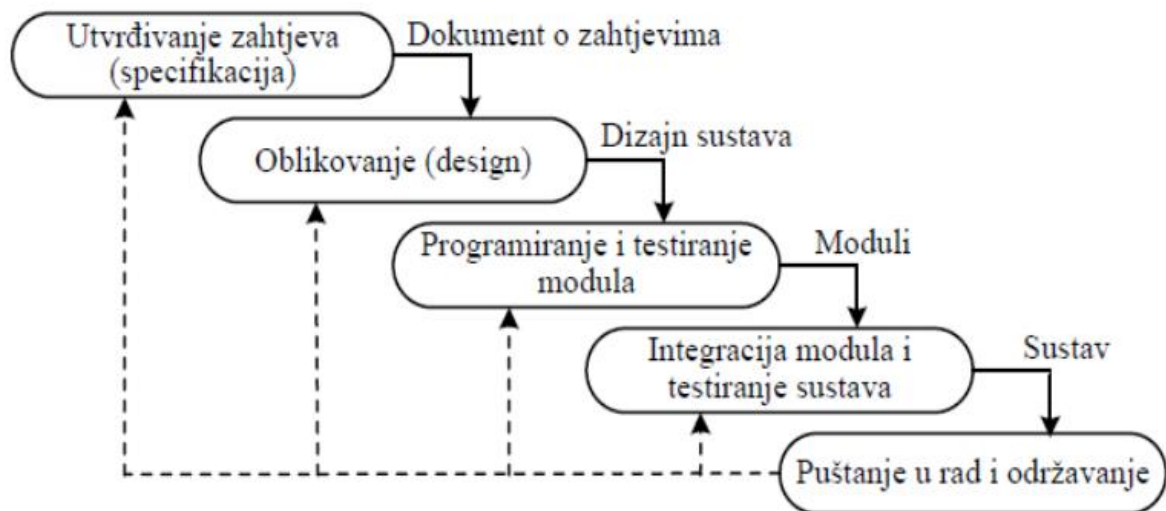 Utvrđivanje zahtjeva
(specifikacija)
Dokument o zahtjevima
Oblikovanje (design)
Dizajn sustava
Programiranje i testiranje
modula
Moduli
Integracija modula i
testiranje sustava
Sustav
Puštanje u rad i održavanje